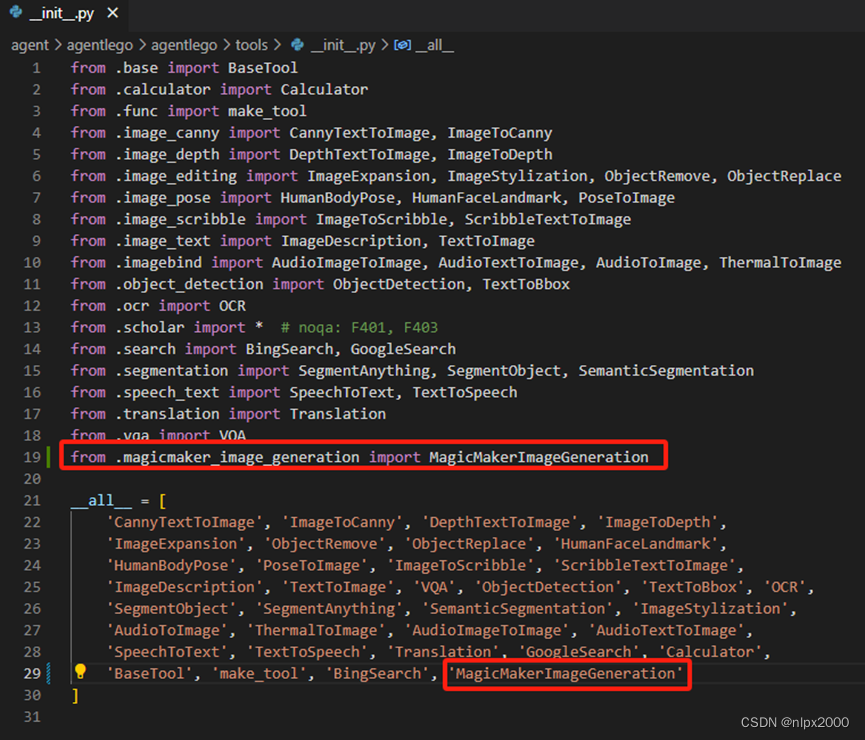 __init__.py
agent > agentlego > agentlego > tools > __init__.py > __all__
1 from .base import BaseTool
2 from .calculator import Calculator
3 from .func import make_tool
4 from .image_canny import CannyTextToImage, ImageToCanny
5 from .image_depth import DepthTextToImage, ImageToDepth
6 from .image_editing import ImageExpansion, ImageStylization, ObjectRemove, ObjectReplace
7 from .image_pose import HumanBodyPose, HumanFaceLandmark, PoseToImage
8 from .image_scribble import ImageToScribble, ScribbleTextToImage
9 from .image_text import ImageDescription, TextToImage
10 from .imagebind import AudioImageToImage, AudioTextToImage, AudioToImage, ThermalToImage
11 from .object_detection import ObjectDetection, TextToBbox
12 from .ocr import OCR
13 from .scholar import *  # noqa: F401, F403
14 from .search import BingSearch, GoogleSearch
15 from .segmentation import SegmentAnything, SegmentObject, SemanticSegmentation
16 from .speech_text import SpeechToText, TextToSpeech
17 from .translation import Translation
18 from .vqa import VQA
19 from .magicmaker_image_generation import MagicMakerImageGeneration
20
21 __all__ = [
22 'CannyTextToImage', 'ImageToCanny', 'DepthTextToImage', 'ImageToDepth',
23 'ImageExpansion', 'ObjectRemove', 'ObjectReplace', 'HumanFaceLandmark',
24 'HumanBodyPose', 'PoseToImage', 'ImageToScribble', 'ScribbleTextToImage',
25 'ImageDescription', 'TextToImage', 'VQA', 'ObjectDetection', 'TextToBbox', 'OCR',
26 'SegmentObject', 'SegmentAnything', 'SemanticSegmentation', 'ImageStylization',
27 'AudioToImage', 'ThermalToImage', 'AudioImageToImage', 'AudioTextToImage',
28 'SpeechToText', 'TextToSpeech', 'Translation', 'GoogleSearch', 'Calculator',
29 'BaseTool', 'make_tool', 'BingSearch', 'MagicMakerImageGeneration'
30 ]
31
CSDN @nlpx2000